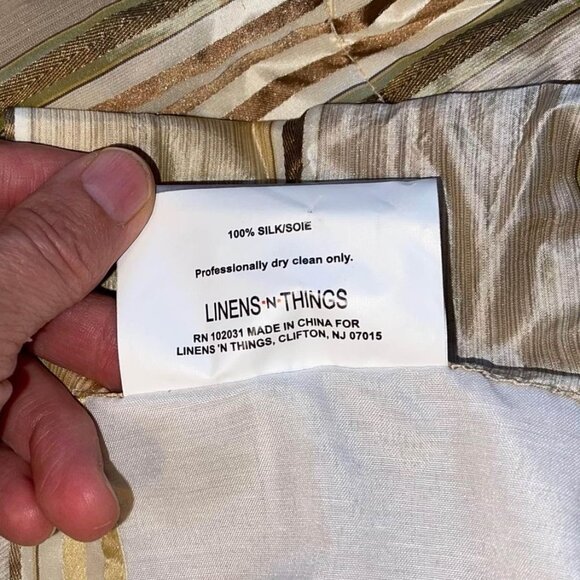 100% SILK/SOIE
Professionally dry clean only.
LINENS·N·THINGS
RN 102031 MADE IN CHINA FOR
LINENS 'N THINGS, CLIFTON, NJ 07015